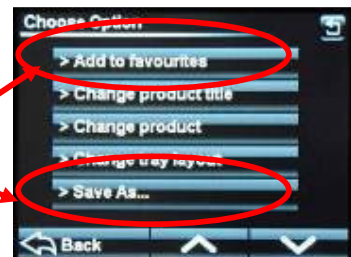 Choose Option
> Add to favourites
> Change product title
> Change product
> Change tray layout
> Save As...
Back